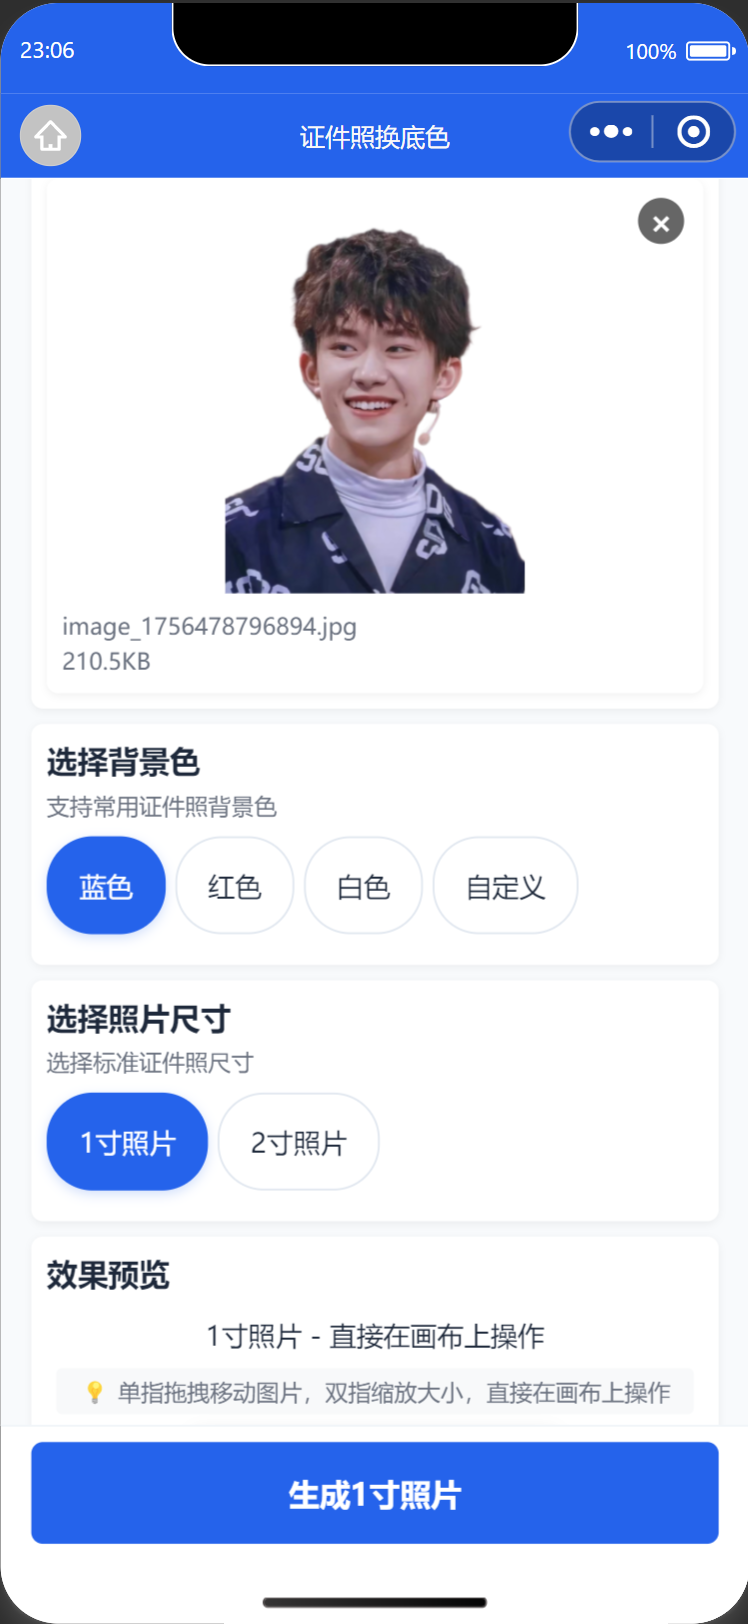 23:06
100%
证件照换底色
image_1756478796894.jpg
210.5KB
选择背景色
支持常用证件照背景色
蓝色
红色
白色
自定义
选择照片尺寸
选择标准证件照尺寸
1寸照片
2寸照片
效果预览
1寸照片 - 直接在画布上操作
单指拖拽移动图片，双指缩放大小，直接在画布上操作
生成1寸照片